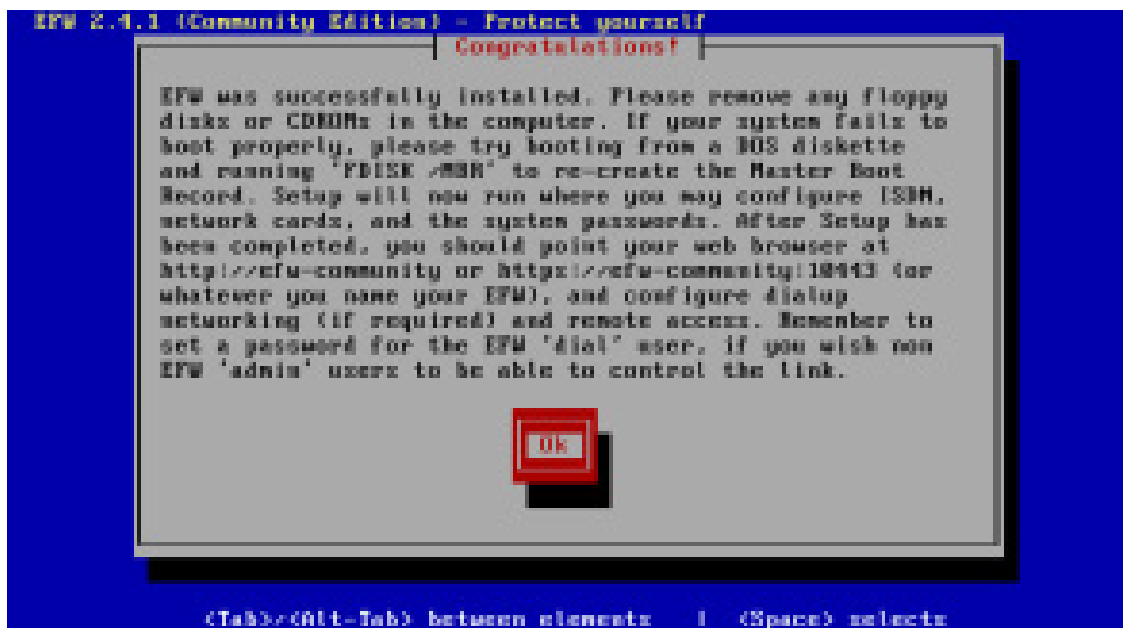 EFW 2.4.1 (Community Edition) - Protect yourself
Congratulations!
EFW was successfully installed. Please remove any floppy
disks or CDROMs in the computer. If your system fails to
boot properly, please try booting from a DOS diskette
and running 'FDISK /MBR' to re-create the Master Boot
Record. Setup will now run where you may configure ISDN,
network cards, and the system passwords. After Setup has
been completed, you should point your web browser at
http://efw-community or https://efw-community:10443 (or
whatever you name your EFW), and configure dialup
networking (if required) and remote access. Remember to
set a password for the EFW 'dial' user, if you wish non
EFW 'admin' users to be able to control the link.
Ok
<Tab>/<Alt-Tab> between elements | <Space> selects